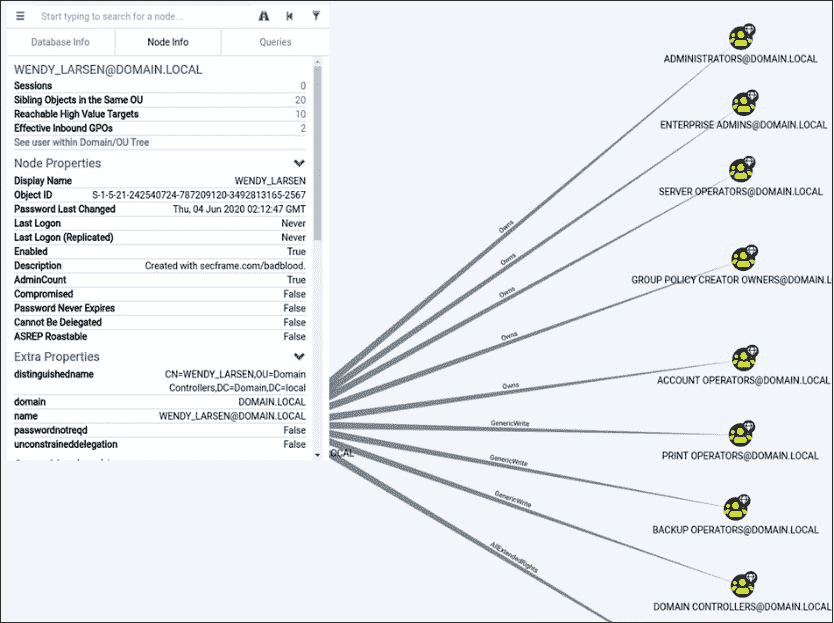 Start typing to search for a node...
Database Info Node Info Queries
WENDY_LARSEN@DOMAIN.LOCAL
Sessions 0
Sibling Objects in the Same OU 20
Reachable High Value Targets 10
Effective Inbound GPOs 2
See user within Domain/OU Tree
Node Properties
Display Name WENDY_LARSEN
Object ID S-1-5-21-242540724-787209120-3492813165-2567
Password Last Changed Thu, 04 Jun 2020 02:12:47 GMT
Last Logon Never
Last Logon (Replicated) Never
Enabled True
Description Created with secframe.com/badblood.
AdminCount True
Compromised False
Password Never Expires False
Cannot Be Delegated False
ASREP Roastable False
Extra Properties
distinguishedname CN=WENDY_LARSEN,OU=Domain
Controllers,DC=Domain,DC=local
domain DOMAIN.LOCAL
name WENDY_LARSEN@DOMAIN.LOCAL
passwordnotreqd False
unconstraineddelegation False
OCAL
ADMINISTRATORS@DOMAIN.LOCAL
ENTERPRISE ADMINS@DOMAIN.LOCAL
SERVER OPERATORS@DOMAIN.LOCAL
GROUP POLICY CREATOR OWNERS@DOMAIN.L
ACCOUNT OPERATORS@DOMAIN.LOCAL
PRINT OPERATORS@DOMAIN.LOCAL
BACKUP OPERATORS@DOMAIN.LOCAL
DOMAIN CONTROLLERS@DOMAIN.LOCAL
Owns
Owns
Owns
Owns
Owns
GenericWrite
GenericWrite
GenericWrite
AllExtendedRights